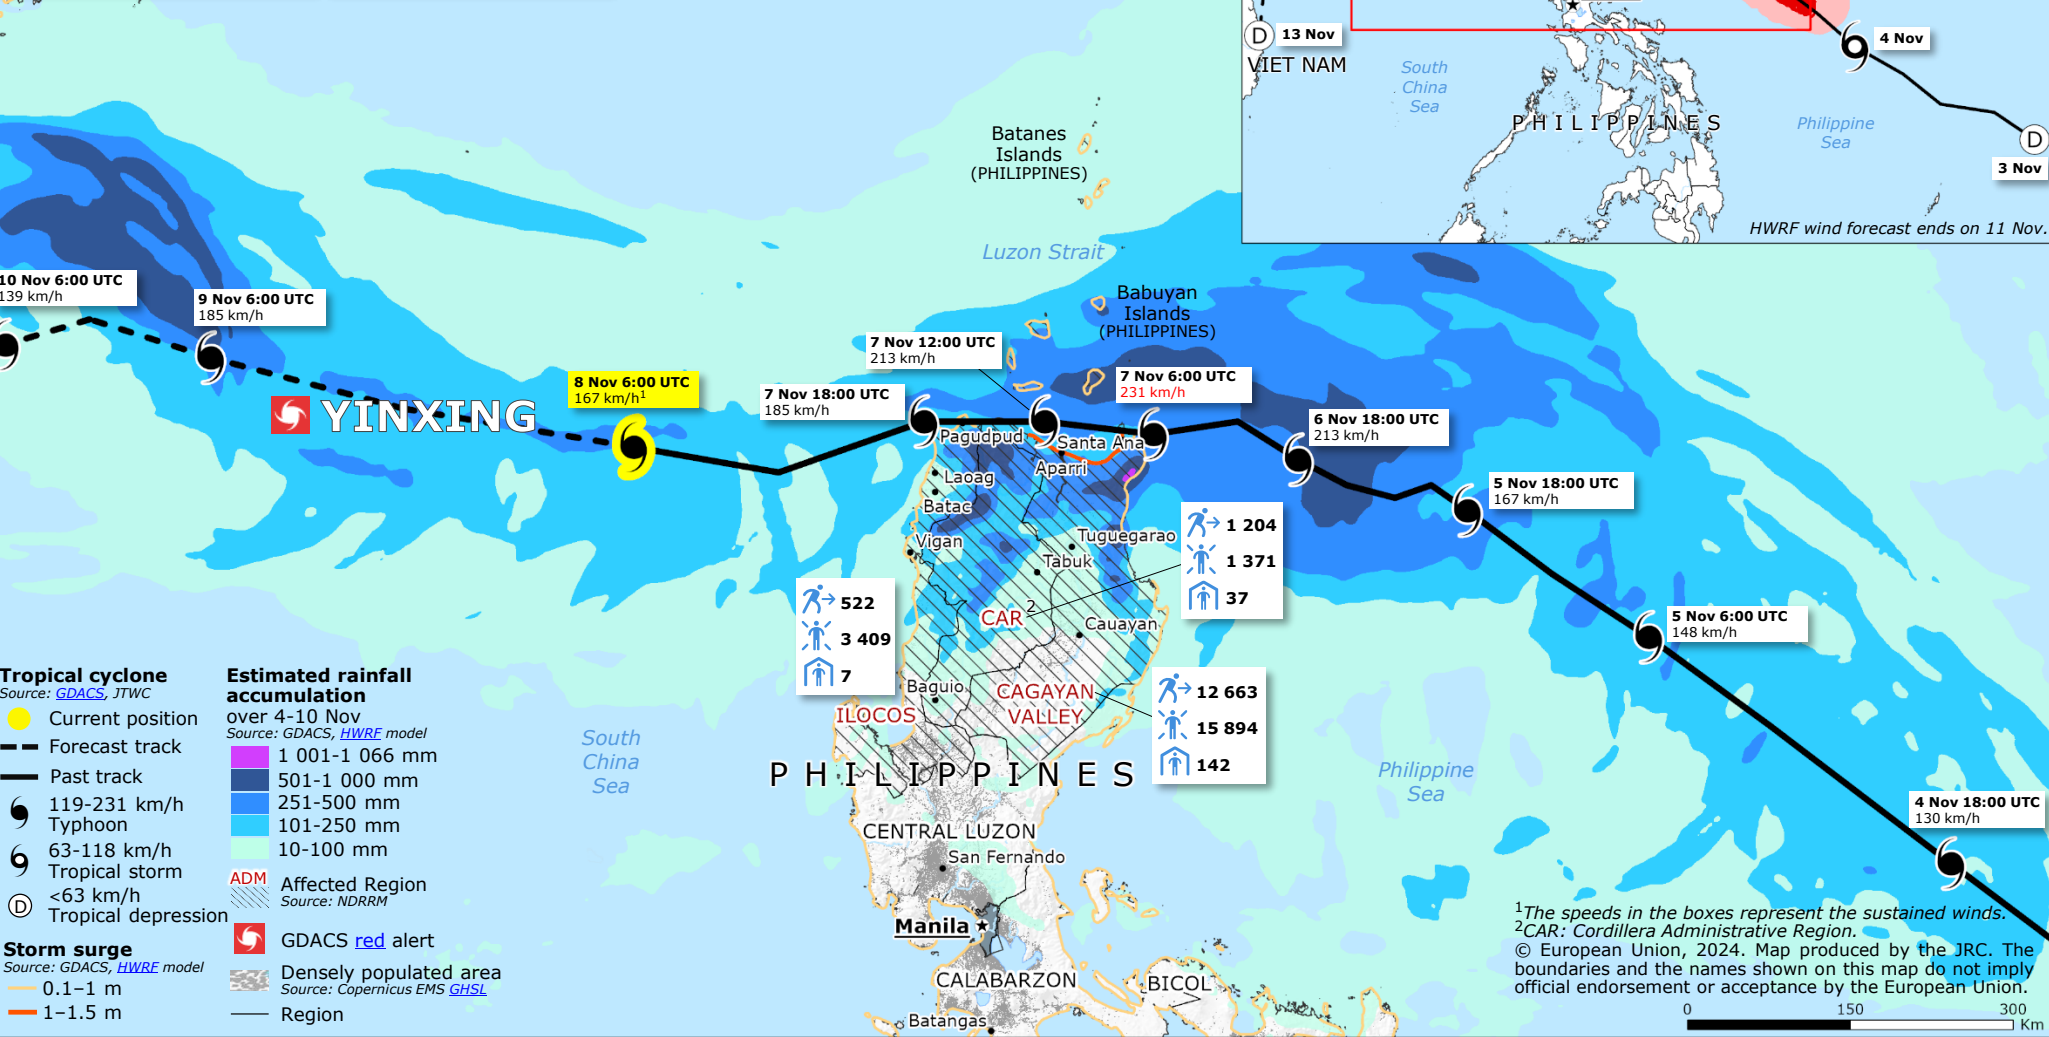 D
13 Nov
VIET NAM
South
China
Sea
PHILIPPINES
Philippine
Sea
4 Nov
D
3 Nov
HWRF wind forecast ends on 11 Nov.
Batanes
Islands
(PHILIPPINES)
Luzon Strait
Babuyan
Islands
(PHILIPPINES)
10 Nov 6:00 UTC
139 km/h
9 Nov 6:00 UTC
185 km/h
YINXING
8 Nov 6:00 UTC
167 km/h1
7 Nov 18:00 UTC
185 km/h
7 Nov 12:00 UTC
213 km/h
7 Nov 6:00 UTC
231 km/h
6 Nov 18:00 UTC
213 km/h
5 Nov 18:00 UTC
167 km/h
5 Nov 6:00 UTC
148 km/h
4 Nov 18:00 UTC
130 km/h
Pagudpud
Santa Ana
Aparri
Laoag
Batac
Vigan
Tuguegarao
Tabuk
CAR2
Cauayan
Baguio
ILOCOS
CAGAYAN
VALLEY
522
3 409
7
1 204
1 371
37
12 663
15 894
142
South
China
Sea
PHILIPPINES
Philippine
Sea
CENTRAL LUZON
San Fernando
Manila
CALABARZON
BICOL
Batangas
Tropical cyclone
Source: GDACS, JTWC
Current position
Forecast track
Past track
119-231 km/h
Typhoon
63-118 km/h
Tropical storm
D
<63 km/h
Tropical depression
Storm surge
Source: GDACS, HWRF model
0.1–1 m
1–1.5 m
Estimated rainfall
accumulation
over 4-10 Nov
Source: GDACS, HWRF model
1 001-1 066 mm
501-1 000 mm
251-500 mm
101-250 mm
10-100 mm
ADM
Affected Region
Source: NDRRM
GDACS red alert
Densely populated area
Source: Copernicus EMS GHSL
Region
1The speeds in the boxes represent the sustained winds.
2CAR: Cordillera Administrative Region.
© European Union, 2024. Map produced by the JRC. The
boundaries and the names shown on this map do not imply
official endorsement or acceptance by the European Union.
0 150 300
Km